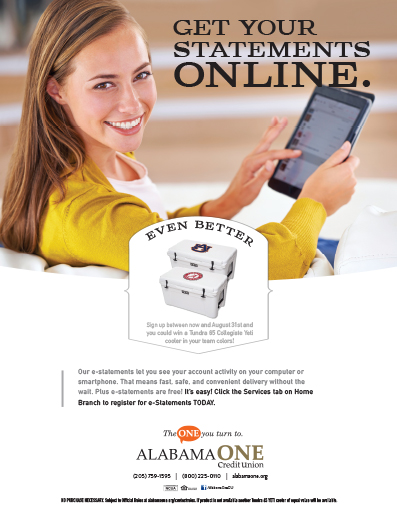 GET YOUR
STATEMENTS
ONLINE.
EVEN BETTER
Sign up between now and August 31st and
you could win a Tundra 65 Collegiate Yeti
cooler in your team colors!
Our e-statements let you see your account activity on your computer or
smartphone. That means fast, safe, and convenient delivery without the
wait. Plus e-statements are free! It's easy! Click the Services tab on Home
Branch to register for e-Statements TODAY.
The ONE you turn to.
ALABAMA ONE
Credit Union
(205) 759-1595 | (800) 225-0110 | alabamaone.org
NCUA AlabamaOneCU
NO PURCHASE NECESSARY. Subject to Official Rules at alabamaone.org/contestrules. If product is not available another Tundra 65 YETI cooler of equal value will be available.